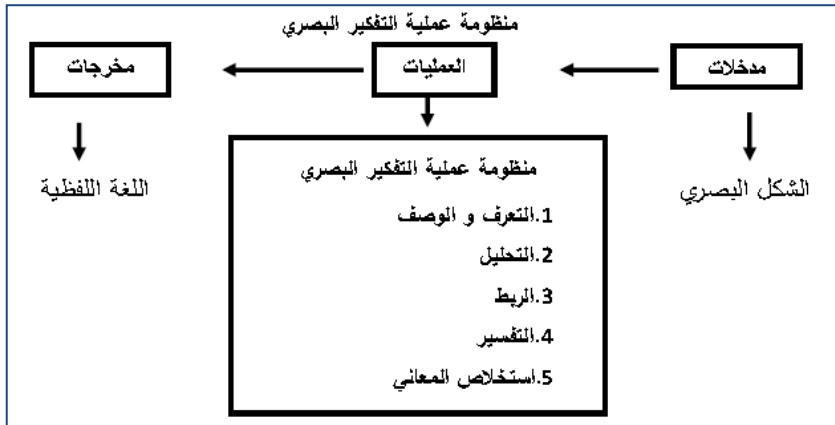 منظومة عملية التفكير البصري
مدخلات
العمليات
مخرجات
الشكل البصري
منظومة عملية التفكير البصري
1.التعرف و الوصف
2.التحليل
3.الربط
4.التفسير
5.استخلاص المعاني
اللغة اللفظية